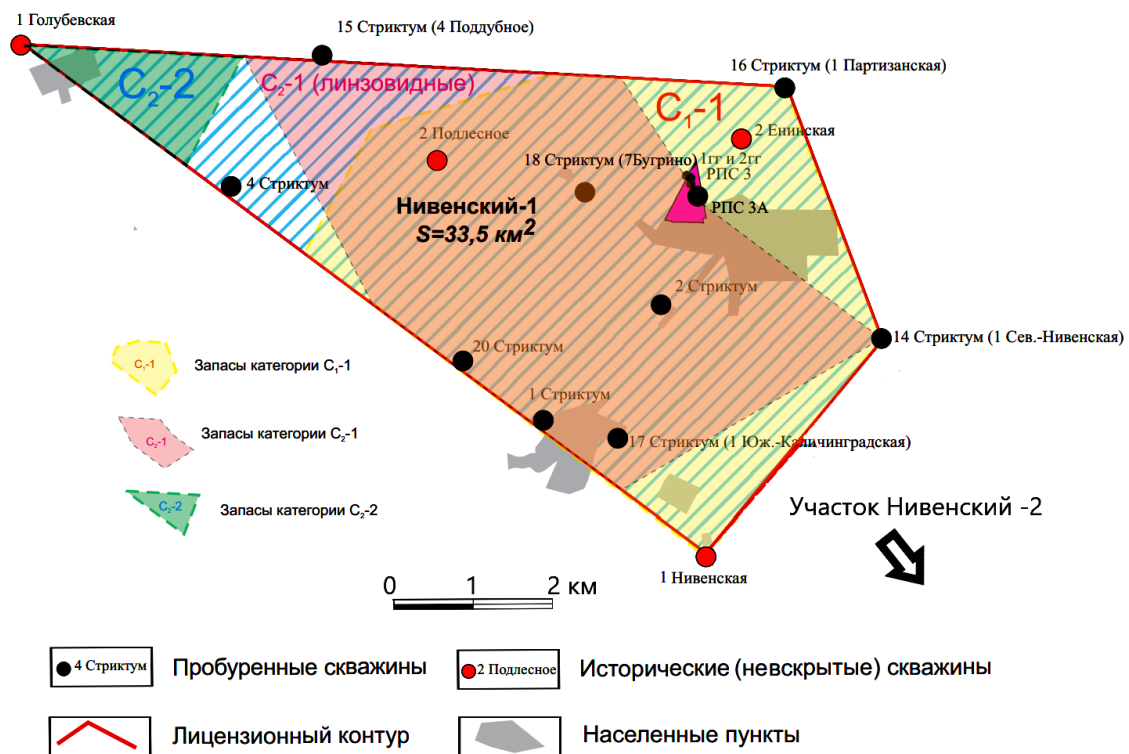 1 Голубевская
15 Стриктум (4 Поддубное)
16 Стриктум (1 Партизанская)
C₂-2
C₂-1 (линзовидные)
C₁-1
2 Подлесное
2 Енинская
18 Стриктум (7Бугрино)
1гг и 2гг
РПС 3
4 Стриктум
Нивенский-1
РПС 3А
S=33,5 км²
2 Стриктум
14 Стриктум (1 Сев.-Нивенская)
20 Стриктум
C₁-1
Запасы категории C₁-1
1 Стриктум
C₂-1
Запасы категории C₂-1
17 Стриктум (1 Юж.-Каличинградская)
C₂-2
Запасы категории C₂-2
Участок Нивенский -2
1 Нивенская
0 1 2 км
4 Стриктум
Пробуренные скважины
2 Подлесное
Исторические (невскрытые) скважины
Лицензионный контур
Населенные пункты